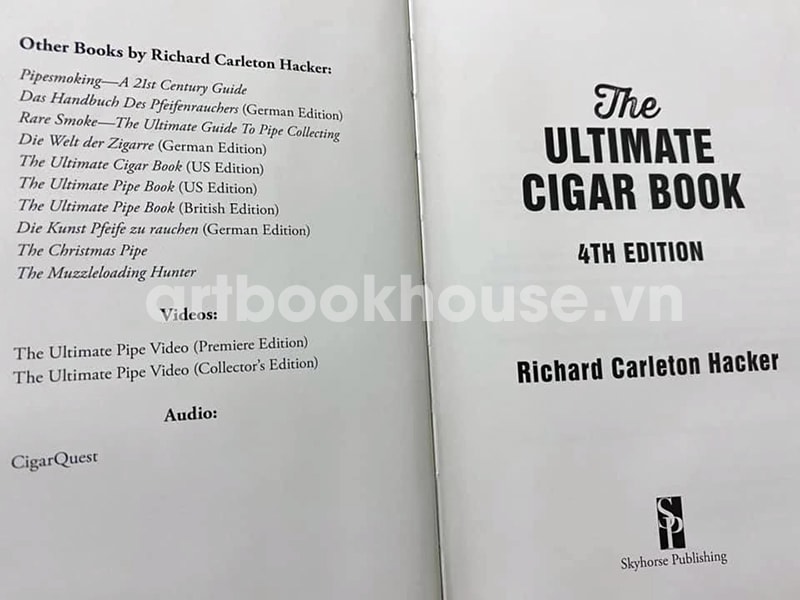 Other Books by Richard Carleton Hacker:
Pipesmoking—A 21st Century Guide
Das Handbuch Des Pfeifenrauchers (German Edition)
Rare Smoke—The Ultimate Guide To Pipe Collecting
Die Welt der Zigarre (German Edition)
The Ultimate Cigar Book (US Edition)
The Ultimate Pipe Book (US Edition)
The Ultimate Pipe Book (British Edition)
Die Kunst Pfeife zu rauchen (German Edition)
The Christmas Pipe
The Muzzleloading Hunter
Videos:
The Ultimate Pipe Video (Premiere Edition)
The Ultimate Pipe Video (Collector's Edition)
Audio:
CigarQuest
The
ULTIMATE
CIGAR BOOK
4TH EDITION
Richard Carleton Hacker
SP
Skyhorse Publishing
artbookhouse.vn